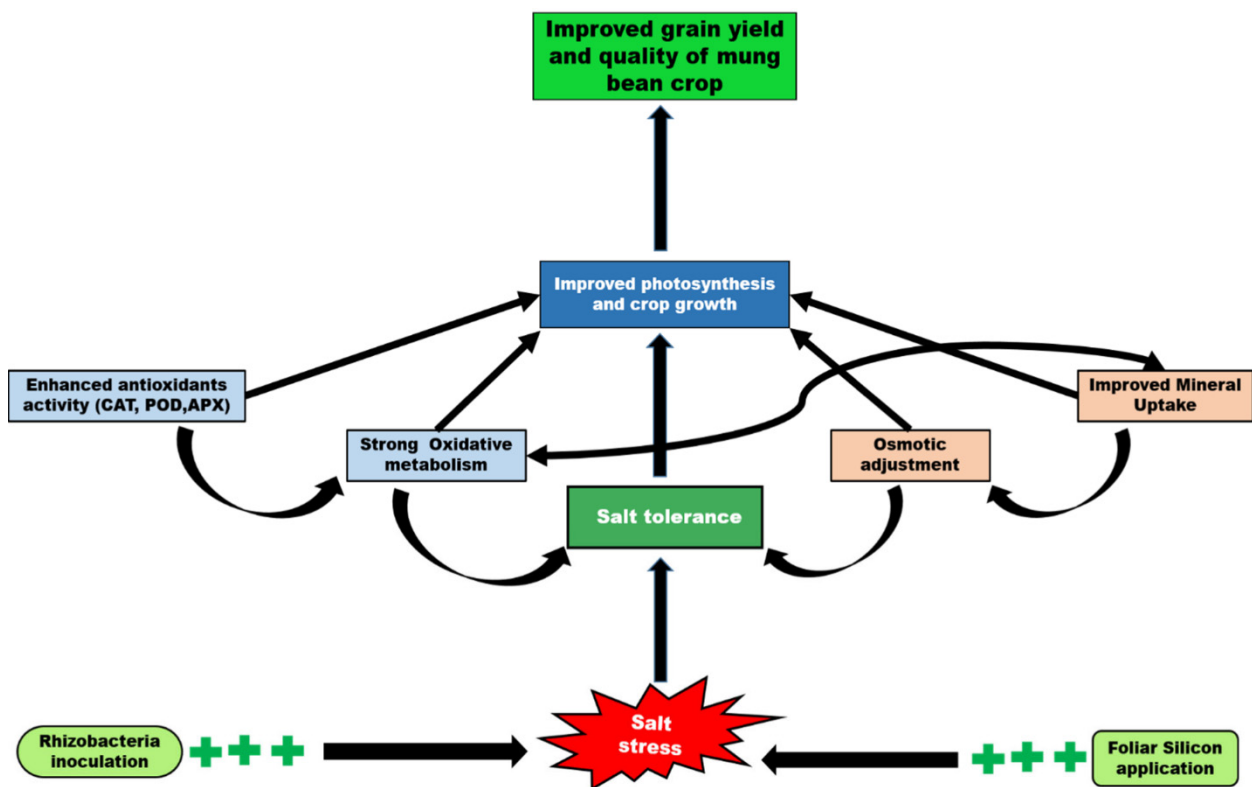 Improved grain yield
and quality of mung
bean crop
Improved photosynthesis
and crop growth
Enhanced antioxidants
activity (CAT, POD,APX)
Improved Mineral
Uptake
Strong Oxidative
metabolism
Osmotic
adjustment
Salt tolerance
Salt
stress
Rhizobacteria
inoculation
Foliar Silicon
application